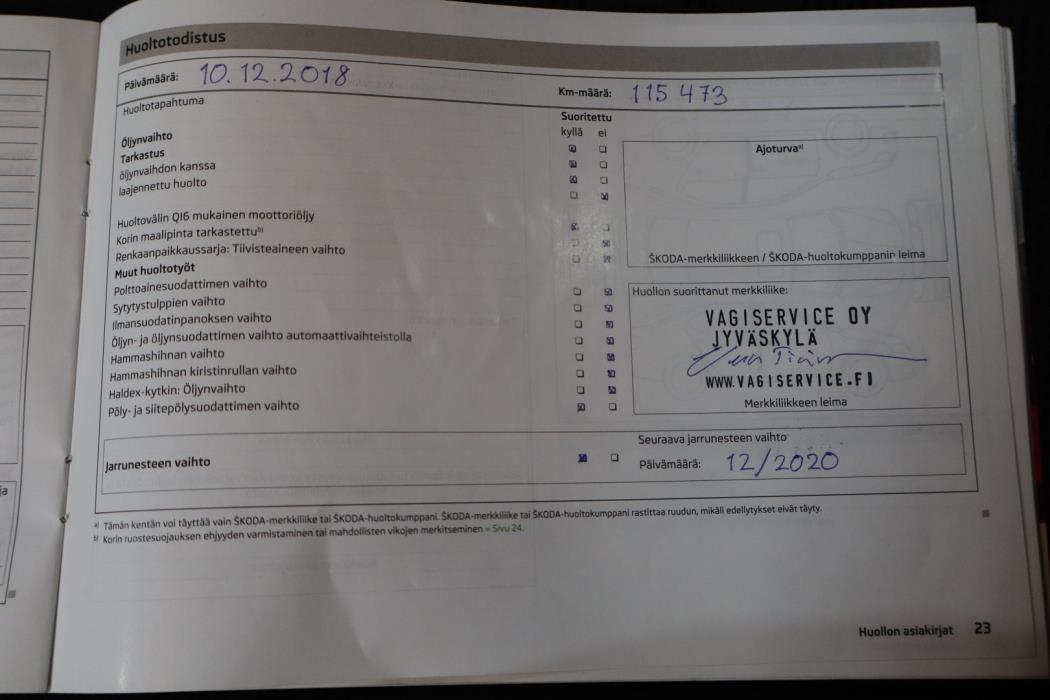 Huoltotodistus
Päivämäärä: 10.12.2018
Km-määrä: 115 473
Huoltotapahtuma
Suoritettu
kyllä ei
Öljynvaihto
Tarkastus
öljynvaihdon kanssa
laajennettu huolto
Huoltovälin QI6 mukainen moottoriöljy
Korin maalipinta tarkastettu b)
Renkaanpaikkaussarja: Tiivisteaineen vaihto
Muut huoltotyöt
Polttoainesuodattimen vaihto
Sytytystulppien vaihto
Ilmansuodatinpanoksen vaihto
Öljyn- ja öljynsuodattimen vaihto automaattivaihteistolla
Hammashihnan vaihto
Hammashihnan kiristinrullan vaihto
Haldex-kytkin: Öljynvaihto
Pöly- ja siitepölysuodattimen vaihto
Ajoturva a)
ŠKODA-merkkiliikkeen / ŠKODA-huoltokumppanin leima
Huollon suorittanut merkkiliike:
VAGISERVICE OY
JYVÄSKYLÄ
WWW.VAGISERVICE.FI
Merkkiliikkeen leima
Jarrunesteen vaihto
Seuraava jarrunesteen vaihto
Päivämäärä: 12/2020
a) Tämän kentän voi täyttää vain ŠKODA-merkkiliike tai ŠKODA-huoltokumppani. ŠKODA-merkkiliike tai ŠKODA-huoltokumppani rastittaa ruudun, mikäli edellytykset eivät täyty.
b) Korin ruostesuojauksen ehjyyden varmistaminen tai mahdollisten vikojen merkitseminen » Sivu 24.
Huollon asiakirjat 23